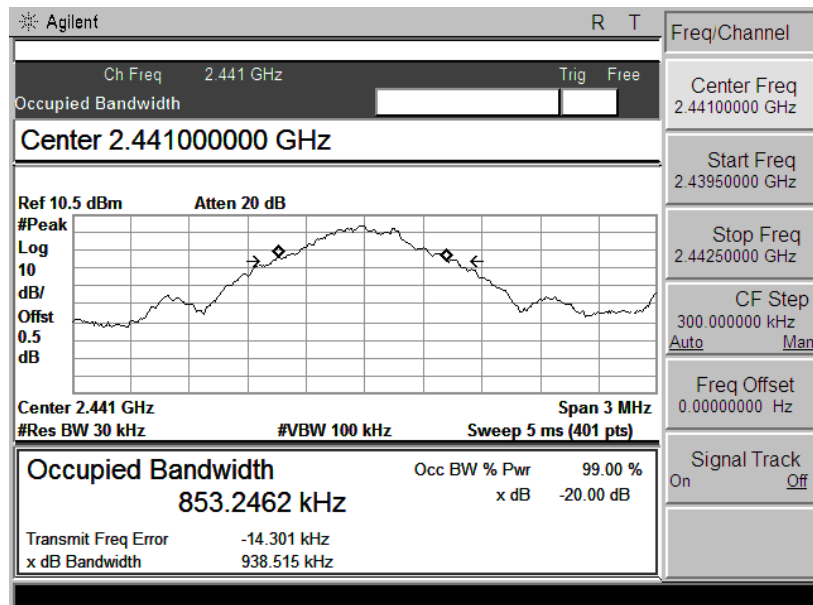 Agilent
R T
Freq/Channel
Ch Freq 2.441 GHz Trig Free
Occupied Bandwidth
Center 2.441000000 GHz
Ref 10.5 dBm Atten 20 dB
#Peak
Log
10
dB/
Offst
0.5
dB
Center 2.441 GHz Span 3 MHz
#Res BW 30 kHz #VBW 100 kHz Sweep 5 ms (401 pts)
Occupied Bandwidth
853.2462 kHz
Occ BW % Pwr 99.00 %
x dB -20.00 dB
Transmit Freq Error -14.301 kHz
x dB Bandwidth 938.515 kHz
Center Freq
2.44100000 GHz
Start Freq
2.43950000 GHz
Stop Freq
2.44250000 GHz
CF Step
300.000000 kHz
Auto Man
Freq Offset
0.00000000 Hz
Signal Track
On Off